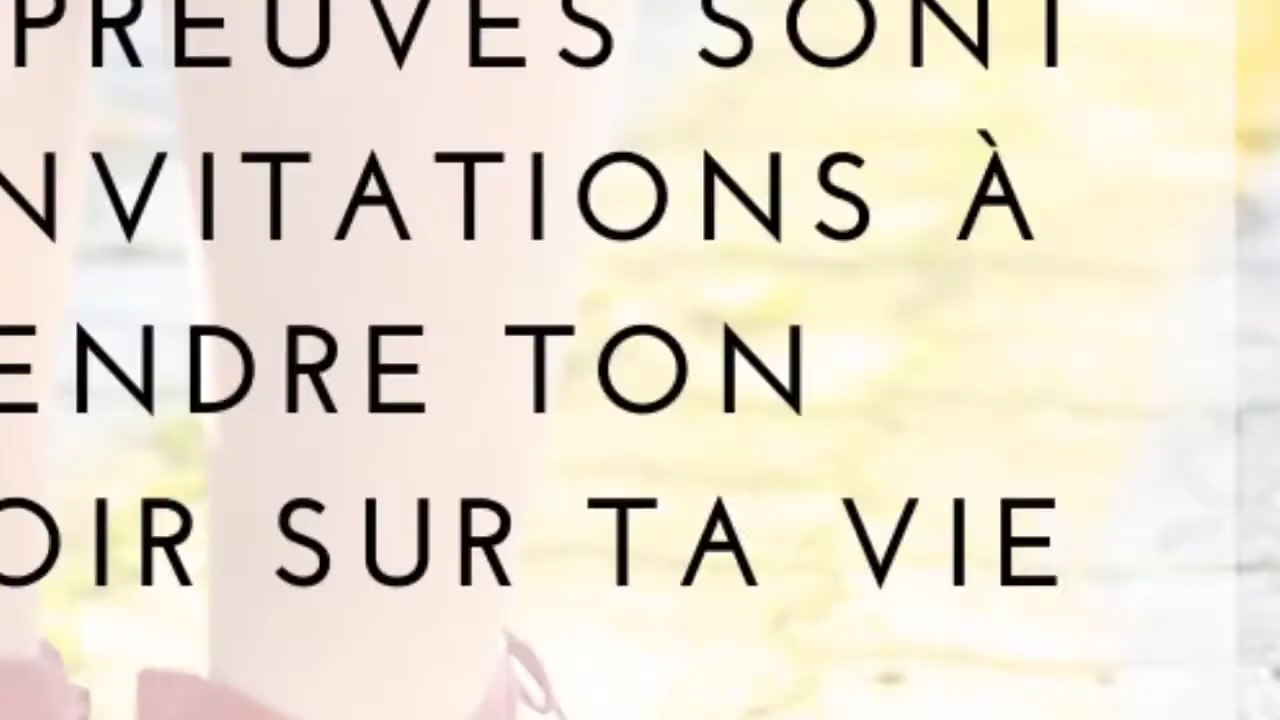 PREUVES SONT
NVITATIONS À
ENDRE TON
OIR SUR TA VIE